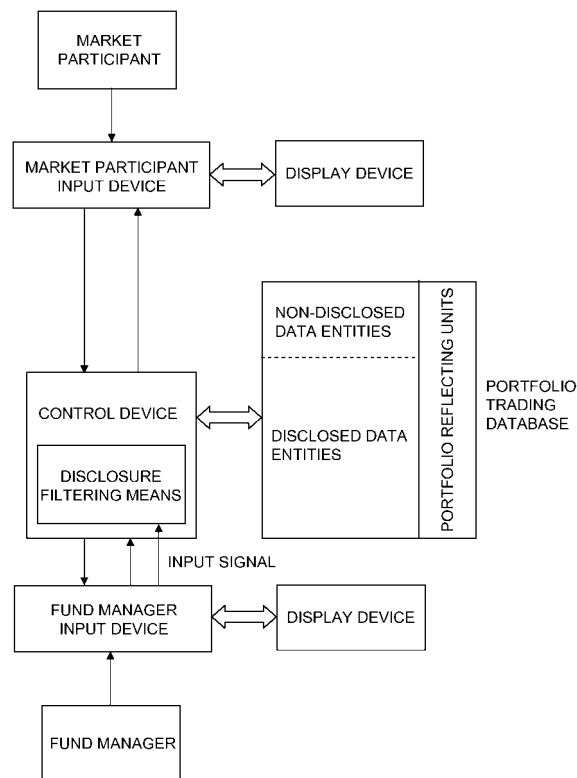 MARKET
PARTICIPANT
MARKET PARTICIPANT
INPUT DEVICE
DISPLAY DEVICE
NON-DISCLOSED
DATA ENTITIES
PORTFOLIO REFLECTING UNITS
PORTFOLIO
TRADING
DATABASE
CONTROL DEVICE
DISCLOSED DATA
ENTITIES
DISCLOSURE
FILTERING MEANS
INPUT SIGNAL
FUND MANAGER
INPUT DEVICE
DISPLAY DEVICE
FUND MANAGER